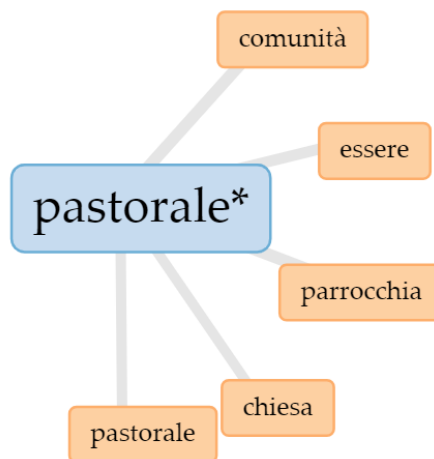 comunità
essere
pastorale*
parrocchia
chiesa
pastorale